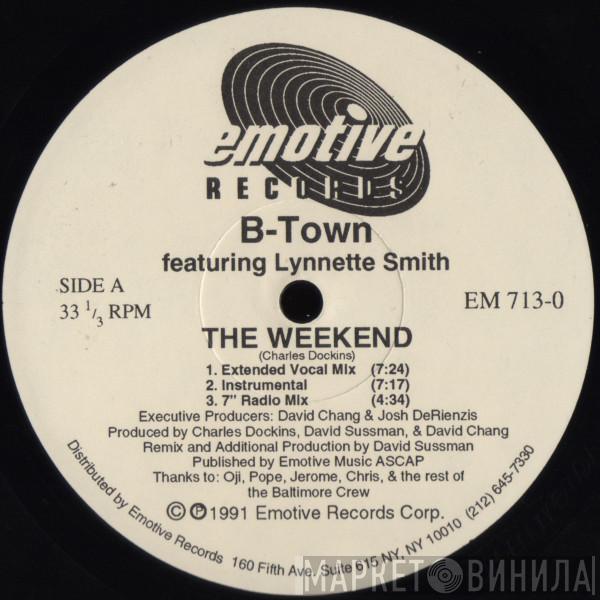 emotive
RECORDS
B-Town
featuring Lynnette Smith
SIDE A
33 1/3 RPM
EM 713-0
THE WEEKEND
(Charles Dockins)
1. Extended Vocal Mix (7:24)
2. Instrumental (7:17)
3. 7" Radio Mix (4:34)
Executive Producers: David Chang & Josh DeRienzis
Produced by Charles Dockins, David Sussman, & David Chang
Remix and Additional Production by David Sussman
Published by Emotive Music ASCAP
Thanks to: Oji, Pope, Jerome, Chris, & the rest of
the Baltimore Crew
© ℗ 1991 Emotive Records Corp.
Distributed by Emotive Records 160 Fifth Ave. Suite 615 NY, NY 10010 (212) 645-7330
МАРКЕТ ВИНИЛА